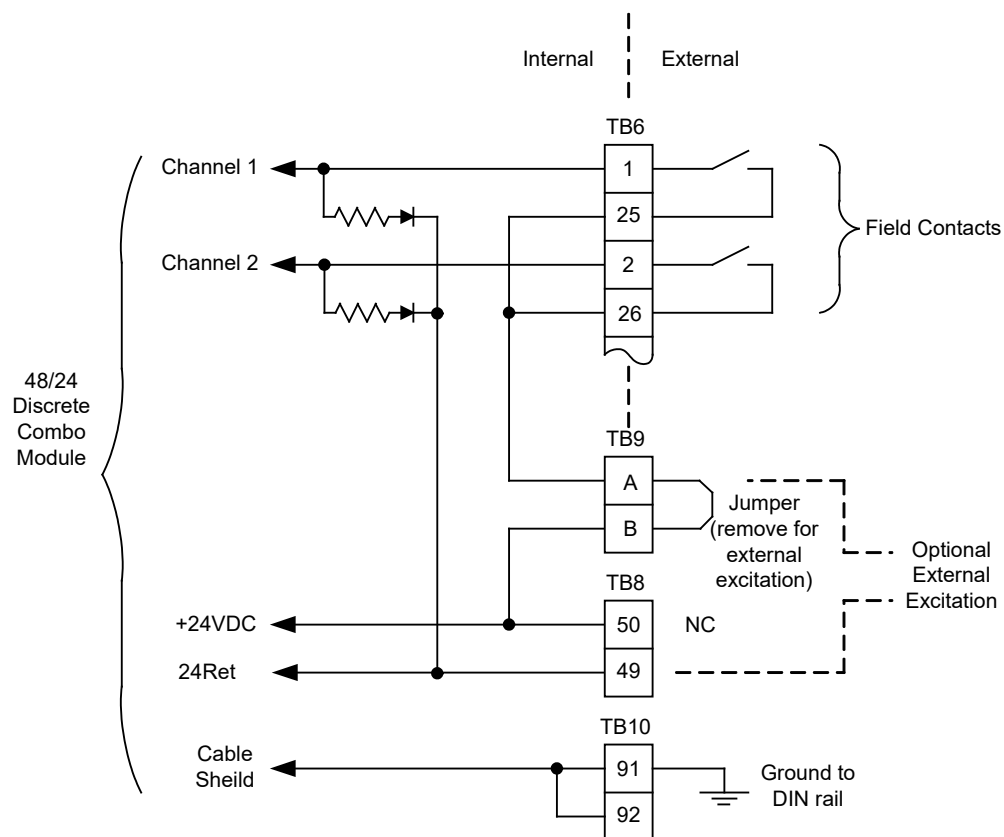 Internal
External
TB6
Channel 1
1
25
Channel 2
2
26
Field Contacts
48/24
Discrete
Combo
Module
TB9
A
B
Jumper
(remove for
external
excitation)
Optional
External
Excitation
TB8
+24VDC
50
NC
24Ret
49
TB10
Cable
Sheild
91
92
Ground to
DIN rail